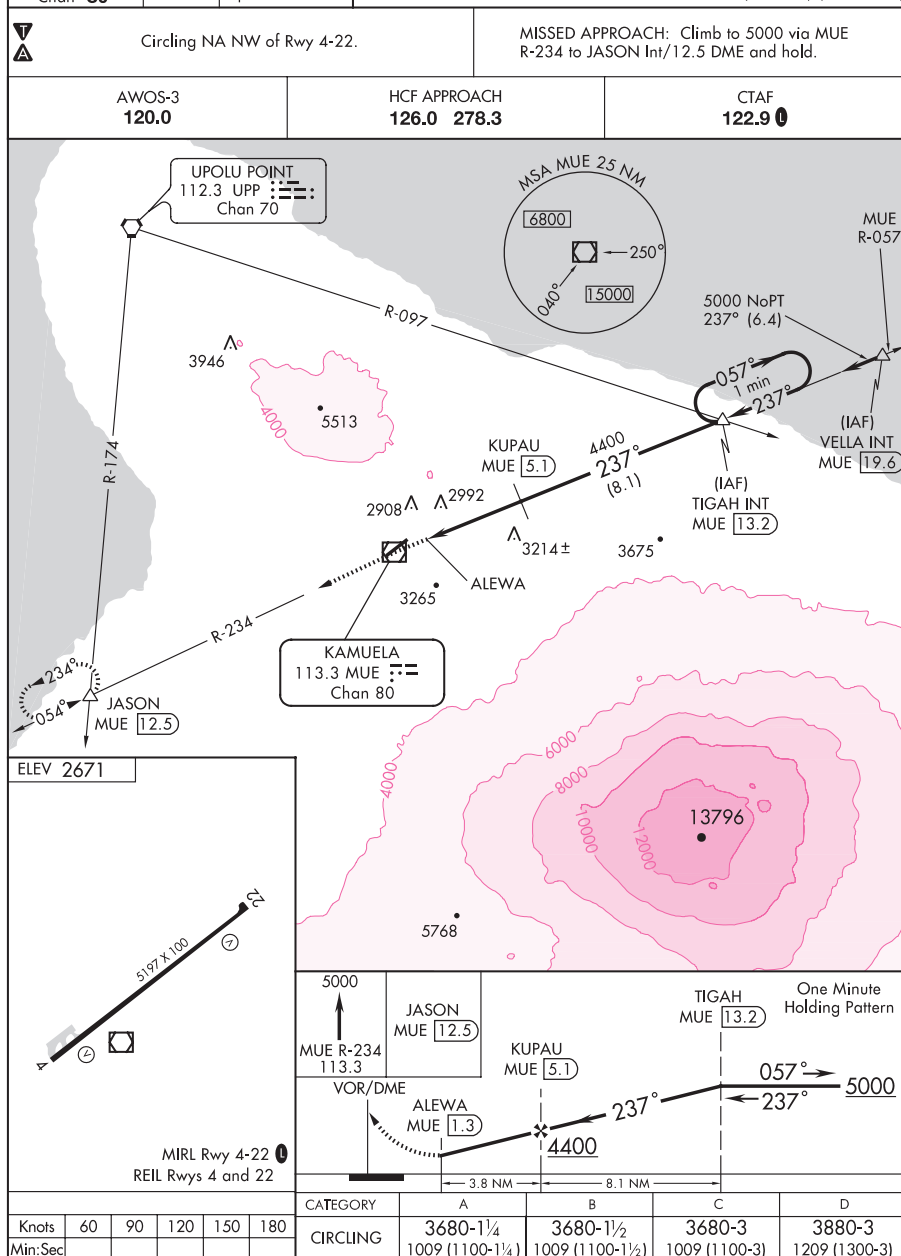 Circling NA NW of Rwy 4-22.
MISSED APPROACH: Climb to 5000 via MUE
R-234 to JASON Int/12.5 DME and hold.
T
A
AWOS-3
120.0
HCF APPROACH
126.0 278.3
CTAF
122.9 L
UPOLU POINT
112.3 UPP
Chan 70
MSA MUE 25 NM
6800
250°
040°
15000
MUE
R-057
5000 NoPT
237° (6.4)
R-097
3946
4000
5513
R-174
057°
1 min
237°
(IAF)
VELLA INT
MUE 19.6
KUPAU
MUE 5.1
4400
237°
(8.1)
(IAF)
TIGAH INT
MUE 13.2
2908
2992
3214±
3675
ALEWA
3265
R-234
KAMUELA
113.3 MUE
Chan 80
234°
054°
JASON
MUE 12.5
4000
6000
8000
10000
12000
13796
5768
ELEV 2671
22
5197 X 100
V
V
4
MIRL Rwy 4-22 L
REIL Rwys 4 and 22
Knots 60 90 120 150 180
Min:Sec
5000
MUE R-234
113.3
JASON
MUE 12.5
VOR/DME
ALEWA
MUE 1.3
KUPAU
MUE 5.1
4400
237°
TIGAH
MUE 13.2
One Minute
Holding Pattern
057°
237°
5000
3.8 NM
8.1 NM
CATEGORY A B C D
CIRCLING
3680-1¼
1009 (1100-1¼)
3680-1½
1009 (1100-1½)
3680-3
1009 (1100-3)
3880-3
1209 (1300-3)